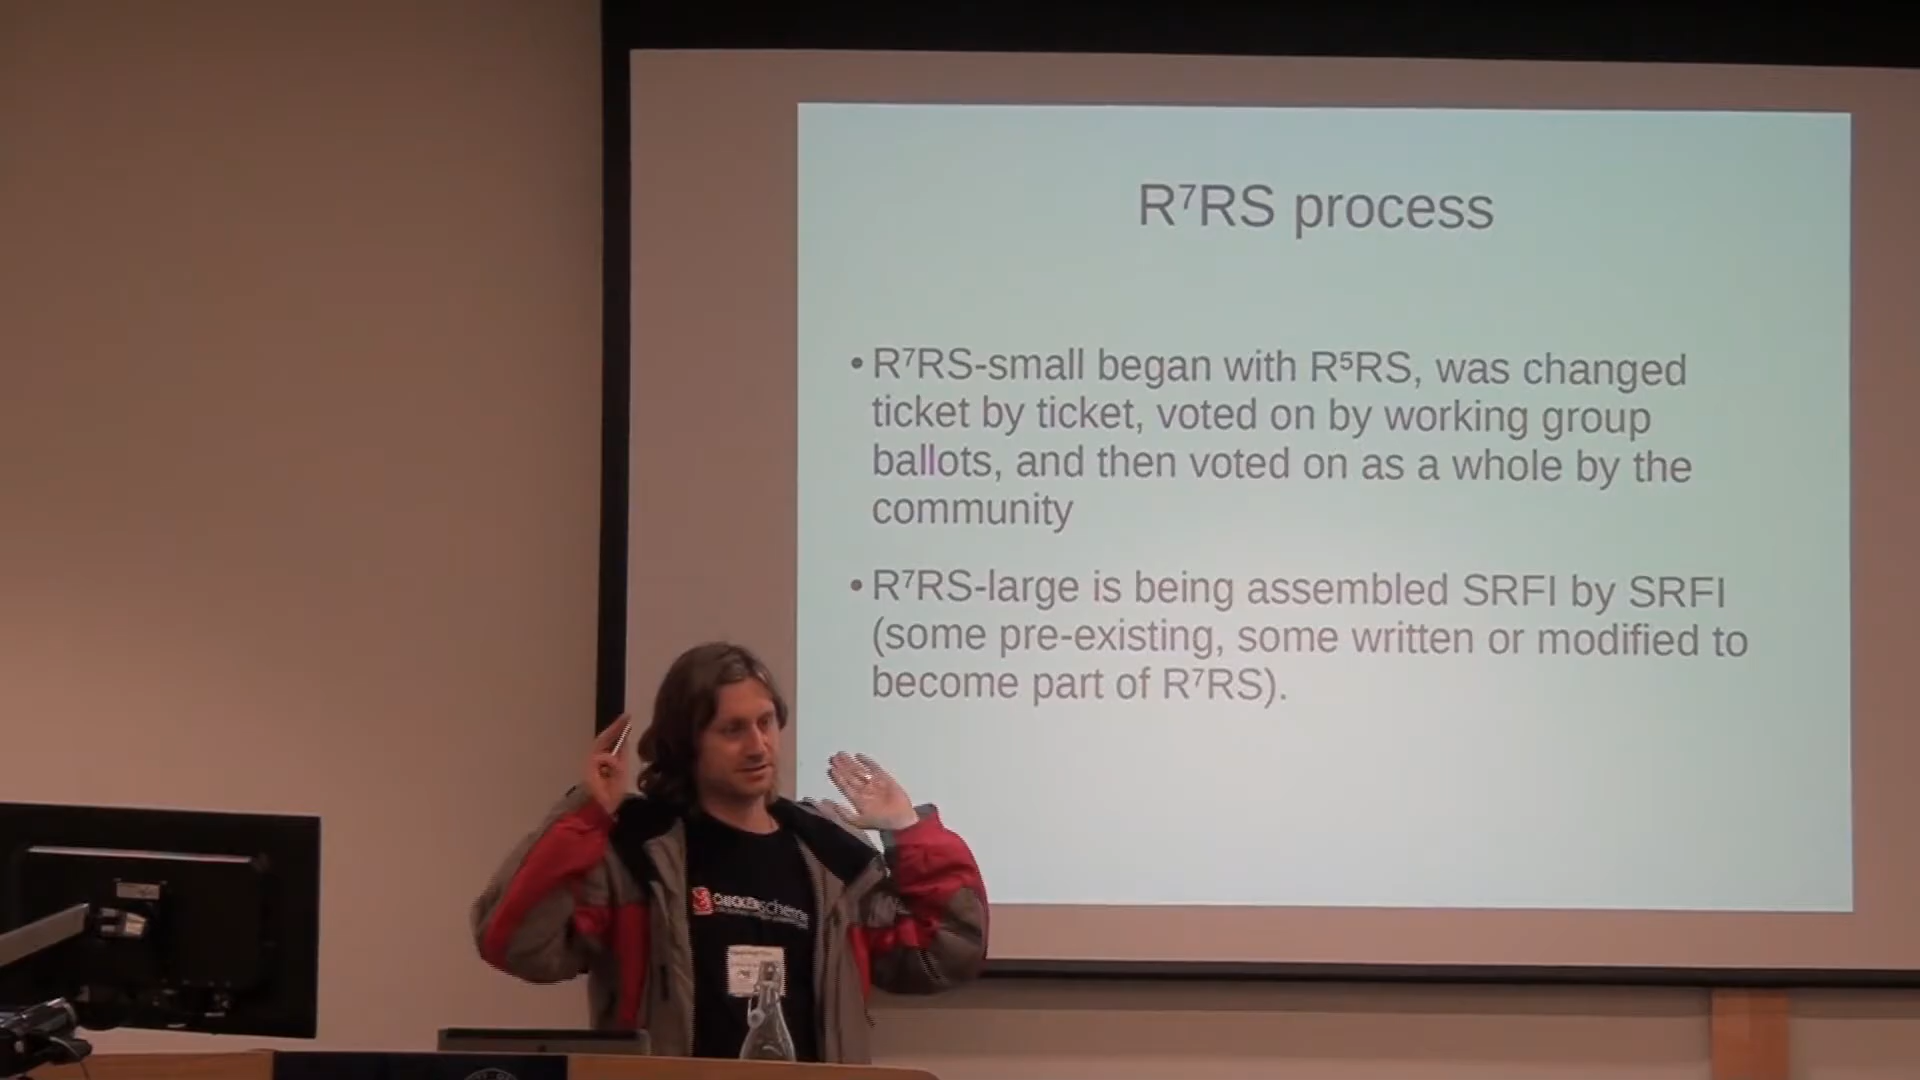 R⁷RS process
• R⁷RS-small began with R⁵RS, was changed
ticket by ticket, voted on by working group
ballots, and then voted on as a whole by the
community
• R⁷RS-large is being assembled SRFI by SRFI
(some pre-existing, some written or modified to
become part of R⁷RS).
CHICKEN scheme